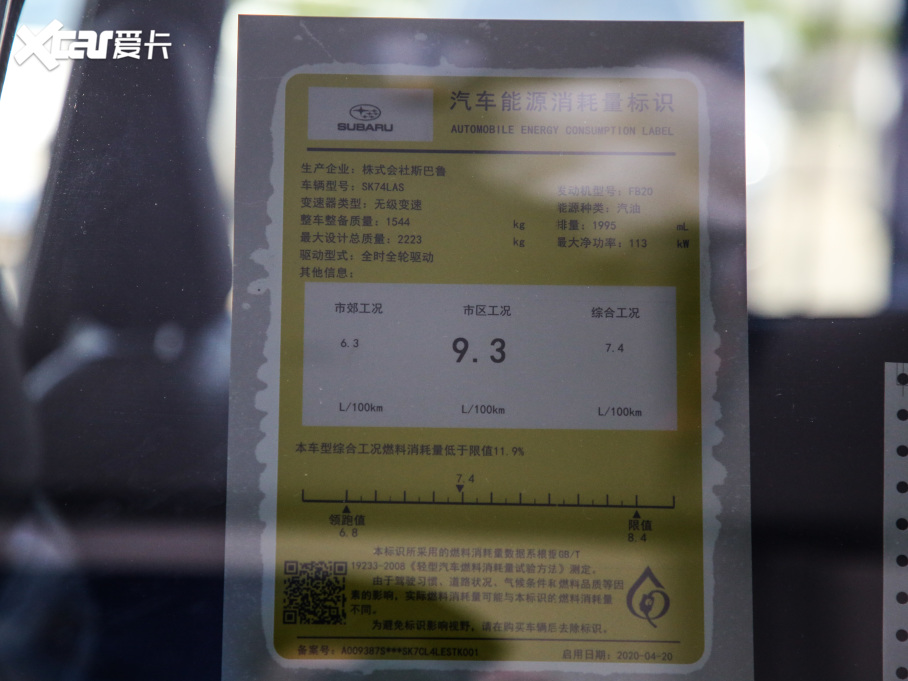 Xcar爱卡
SUBARU
汽车能源消耗量标识
AUTOMOBILE ENERGY CONSUMPTION LABEL
生产企业：株式会社斯巴鲁
车辆型号：SK74LAS
发动机型号：FB20
变速器类型：无级变速
能源种类：汽油
整车整备质量：1544 kg
排量：1995 mL
最大设计总质量：2223 kg
最大净功率：113 kW
驱动型式：全时全轮驱动
其他信息：
市郊工况 市区工况 综合工况
6.3 9.3 7.4
L/100km L/100km L/100km
本车型综合工况燃料消耗量低于限值11.9%
7.4
领跑值 限值
6.8 8.4
本标识所采用的燃料消耗量数据系根据GB/T
19233-2008《轻型汽车燃料消耗量试验方法》测定。
由于驾驶习惯、道路状况、气候条件和燃料品质等因
素的影响，实际燃料消耗量可能与本标识的燃料消耗量
不同。
为避免标识影响视野，请在购买车辆后去除标识。
备案号：A009387S***SK7CL4LESTK001
启用日期：2020-04-20